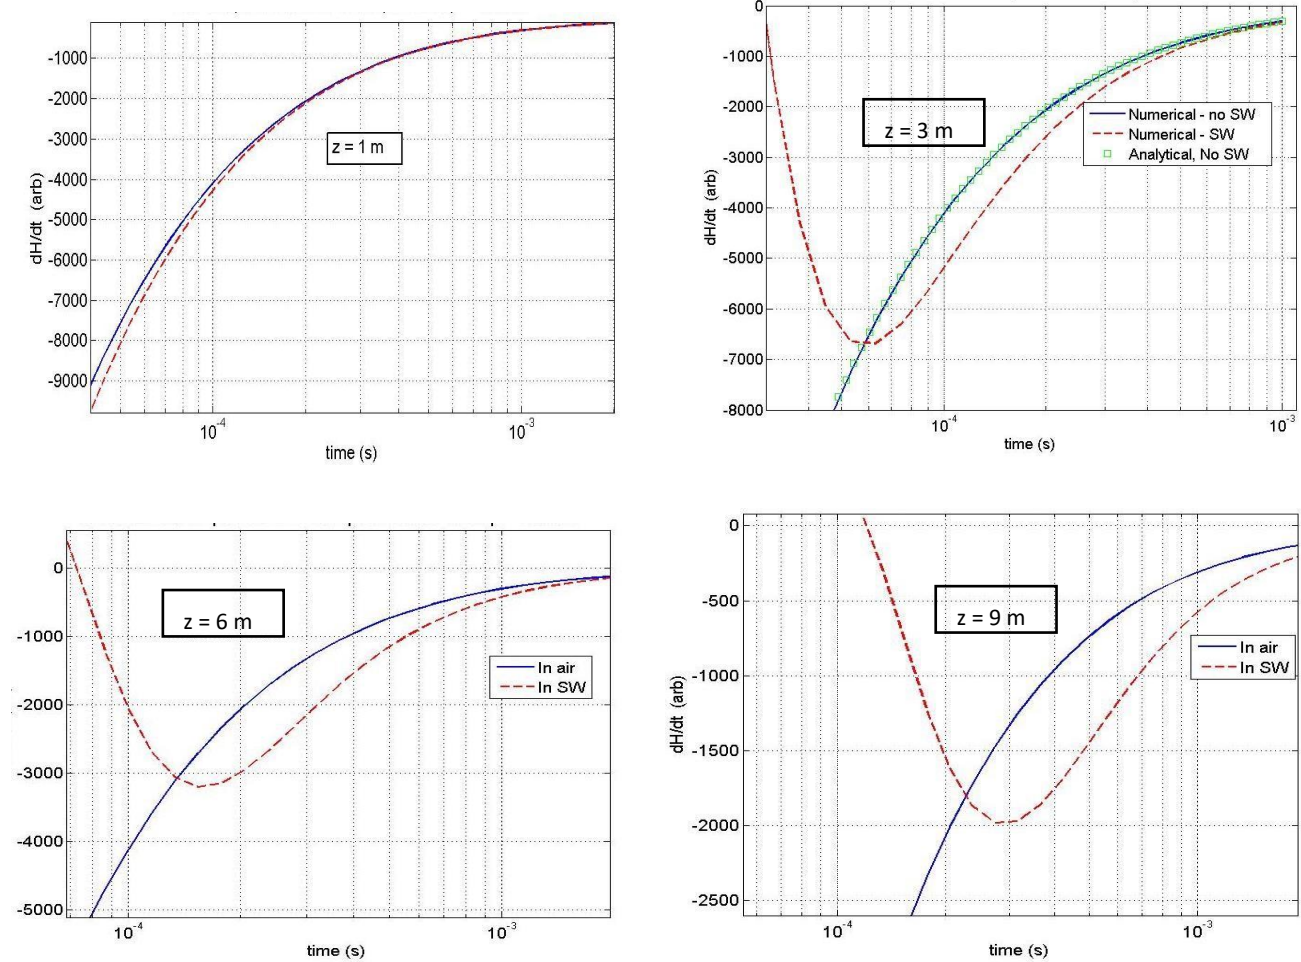 -1000
-2000
-3000
-4000
-5000
-6000
-7000
-8000
-9000
dH/dt (arb)
z = 1 m
10-4
10-3
time (s)
0
-1000
-2000
-3000
-4000
-5000
-6000
-7000
-8000
dH/dt (arb)
z = 3 m
Numerical - no SW
Numerical - SW
Analytical, No SW
10-4
10-3
time (s)
0
-1000
-2000
-3000
-4000
-5000
z = 6 m
In air
In SW
10-4
10-3
time (s)
0
-500
-1000
-1500
-2000
-2500
dH/dt (arb)
z = 9 m
In air
In SW
10-4
10-3
time (s)